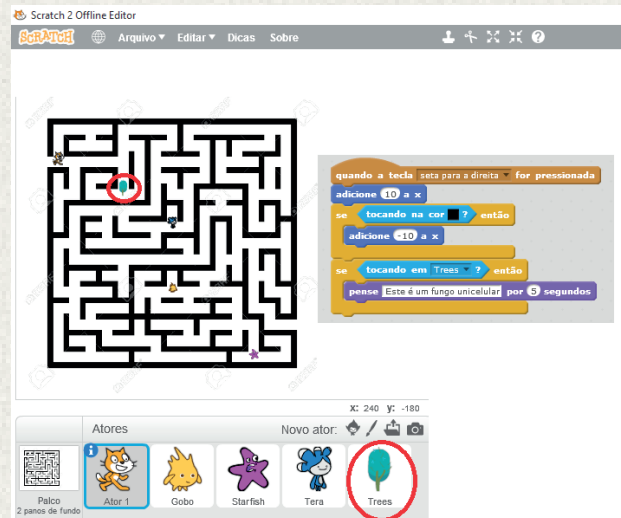 Scratch 2 Offline Editor
SCRATCH Arquivo Editar Dicas Sobre
quando a tecla seta para a direita for pressionada
adicione 10 a x
se tocando na cor ? então
adicione -10 a x
se tocando em Trees ? então
pense Este é um fungo unicelular por 5 segundos
X: 240 y: -180
Atores Novo ator:
Palco
2 panos de fundo
Ator 1
Gobo
Starfish
Tera
Trees